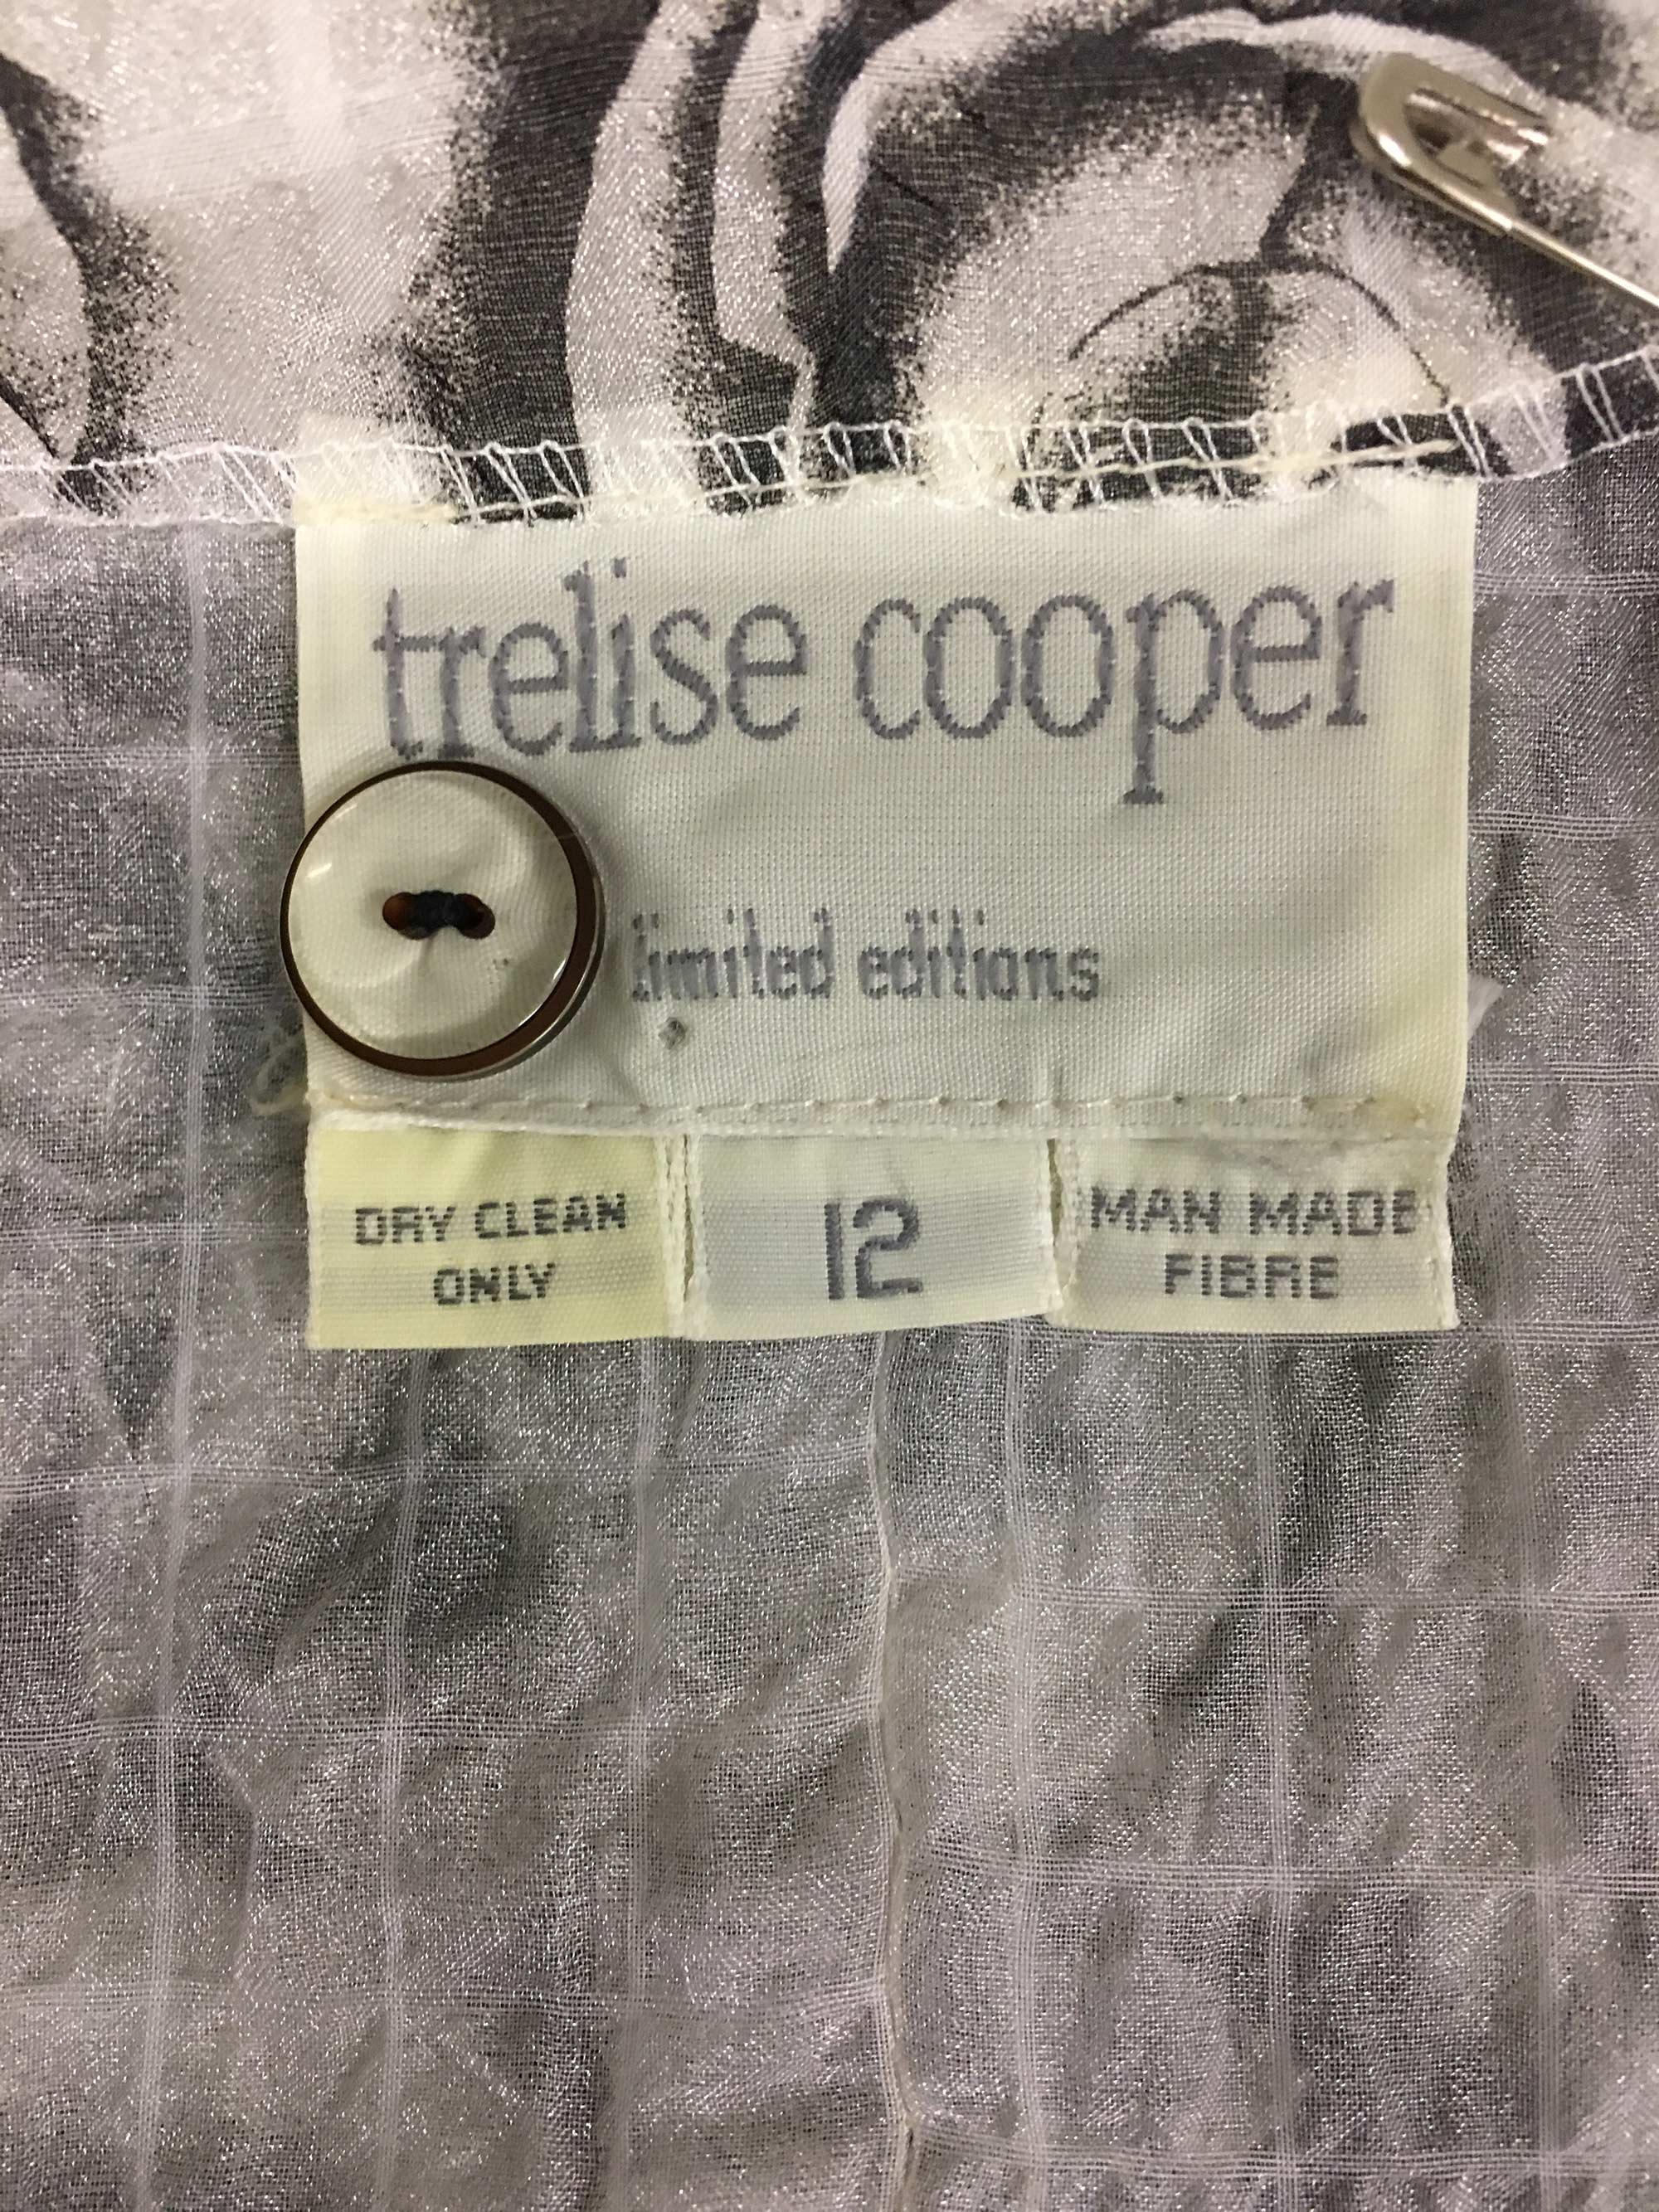 trelise cooper
limited editions
DRY CLEAN
ONLY
12
MAN MADE
FIBRE